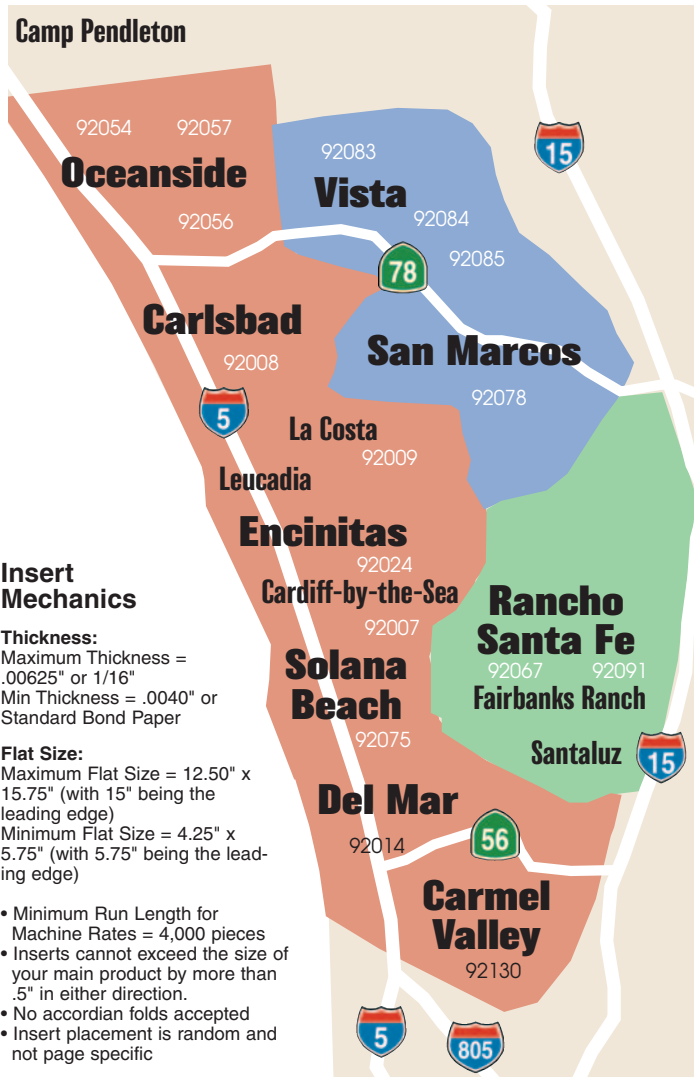 Camp Pendleton
92054 92057
Oceanside
92056
92083
Vista
92084
92085
15
78
Carlsbad
92008
San Marcos
92078
5
La Costa
92009
Leucadia
Encinitas
92024
Cardiff-by-the-Sea
92007
Solana
Beach
92075
Rancho
Santa Fe
92067 92091
Fairbanks Ranch
Santaluz
15
Del Mar
92014
56
Carmel
Valley
92130
5
805
Insert
Mechanics
Thickness:
Maximum Thickness =
.00625" or 1/16"
Min Thickness = .0040" or
Standard Bond Paper
Flat Size:
Maximum Flat Size = 12.50" x
15.75" (with 15" being the
leading edge)
Minimum Flat Size = 4.25" x
5.75" (with 5.75" being the lead-
ing edge)
• Minimum Run Length for
Machine Rates = 4,000 pieces
• Inserts cannot exceed the size of
your main product by more than
.5" in either direction.
• No accordian folds accepted
• Insert placement is random and
not page specific